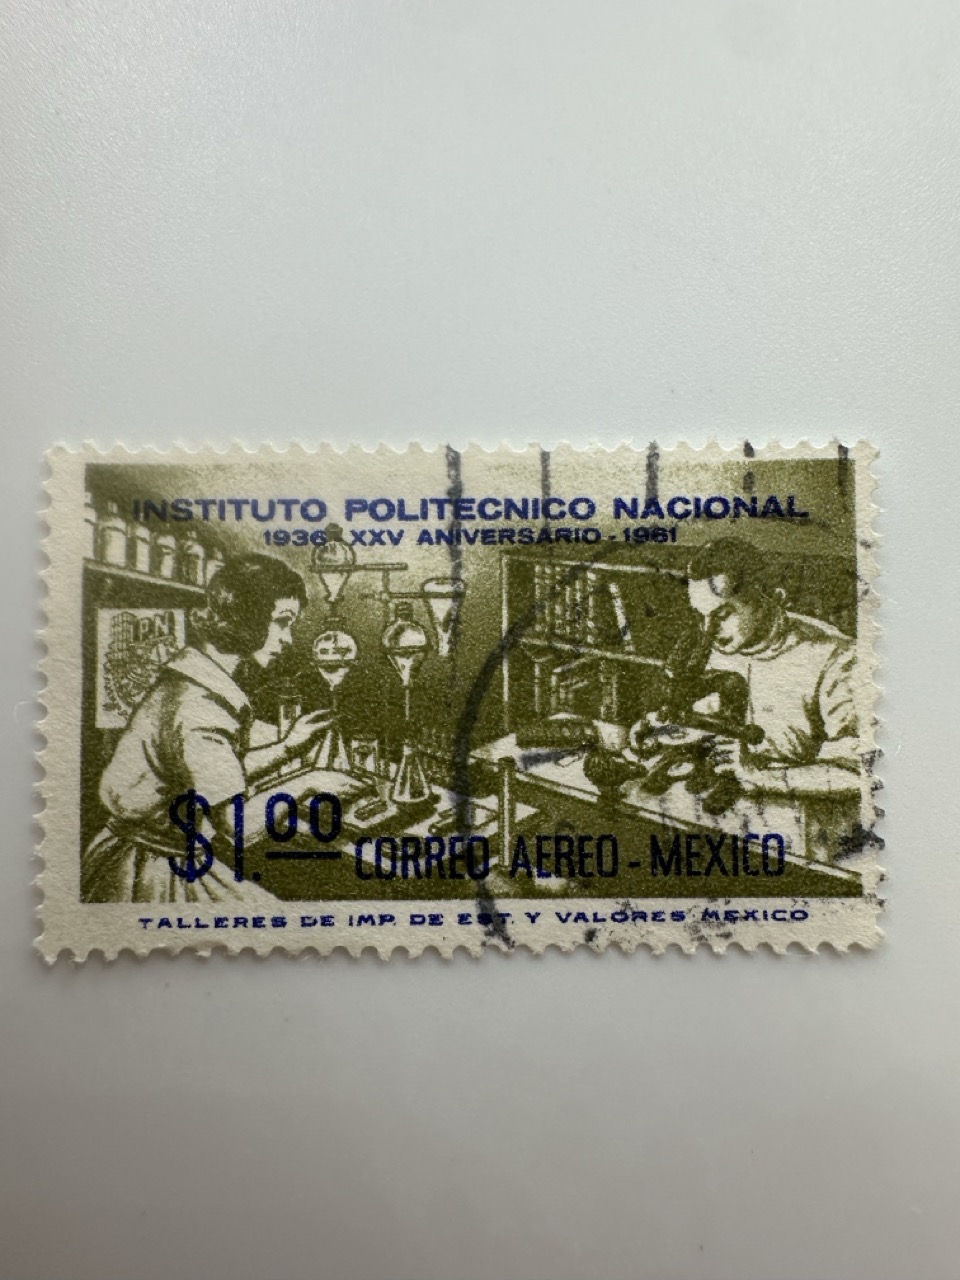 INSTITUTO POLITECNICO NACIONAL
1936 XXV ANIVERSARIO - 1961
IPN
$1.00 CORREO AEREO - MEXICO
TALLERES DE IMP. DE EST. Y VALORES MEXICO